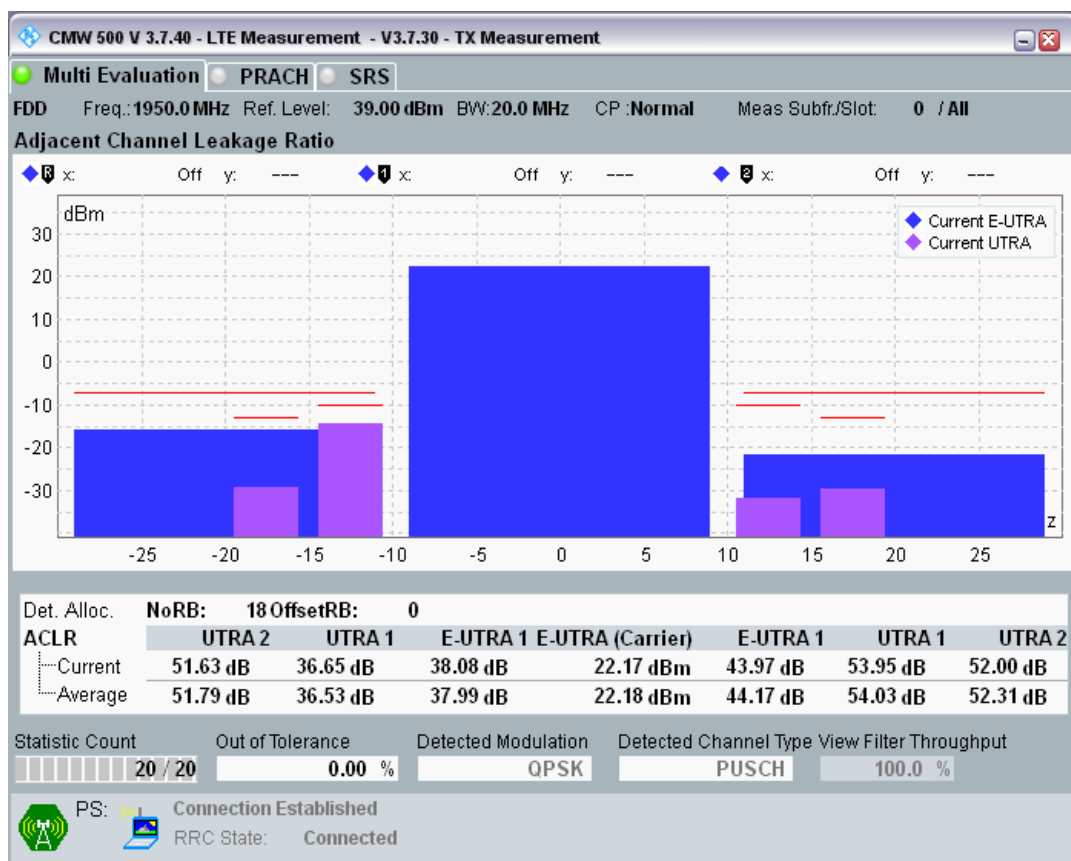 CMW 500 V 3.7.40 - LTE Measurement - V3.7.30 - TX Measurement
Multi Evaluation PRACH SRS
FDD Freq.: 1950.0 MHz Ref. Level: 39.00 dBm BW: 20.0 MHz CP : Normal Meas Subfr./Slot: 0 / All
Adjacent Channel Leakage Ratio
R x: Off y: --- 1 x: Off y: --- 2 x: Off y: ---
dBm
Current E-UTRA
Current UTRA
30
20
10
0
-10
-20
-30
z
-25 -20 -15 -10 -5 0 5 10 15 20 25
Det. Alloc. NoRB: 18 OffsetRB: 0
ACLR UTRA 2 UTRA 1 E-UTRA 1 E-UTRA (Carrier) E-UTRA 1 UTRA 1 UTRA 2
Current 51.63 dB 36.65 dB 38.08 dB 22.17 dBm 43.97 dB 53.95 dB 52.00 dB
Average 51.79 dB 36.53 dB 37.99 dB 22.18 dBm 44.17 dB 54.03 dB 52.31 dB
Statistic Count Out of Tolerance Detected Modulation Detected Channel Type View Filter Throughput
20 / 20 0.00 % QPSK PUSCH 100.0 %
PS: Connection Established
RRC State: Connected